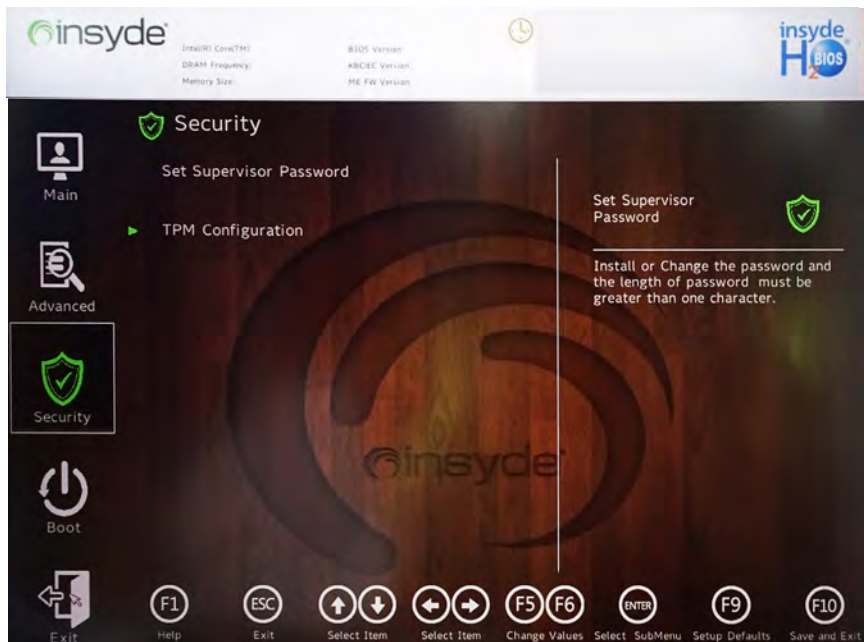 insyde
Intel(R) Core(TM)
DRAM Frequency:
Memory Size:
BIOS Version:
KBC/EC Version:
ME FW Version:
insyde
H2O
BIOS
Main
Advanced
Security
Boot
Exit
Security
Set Supervisor Password
TPM Configuration
Set Supervisor
Password
Install or Change the password and
the length of password must be
greater than one character.
insyde
F1
Help
ESC
Exit
Select Item
Select Item
F5 F6
Change Values
ENTER
Select SubMenu
F9
Setup Defaults
F10
Save and Exit